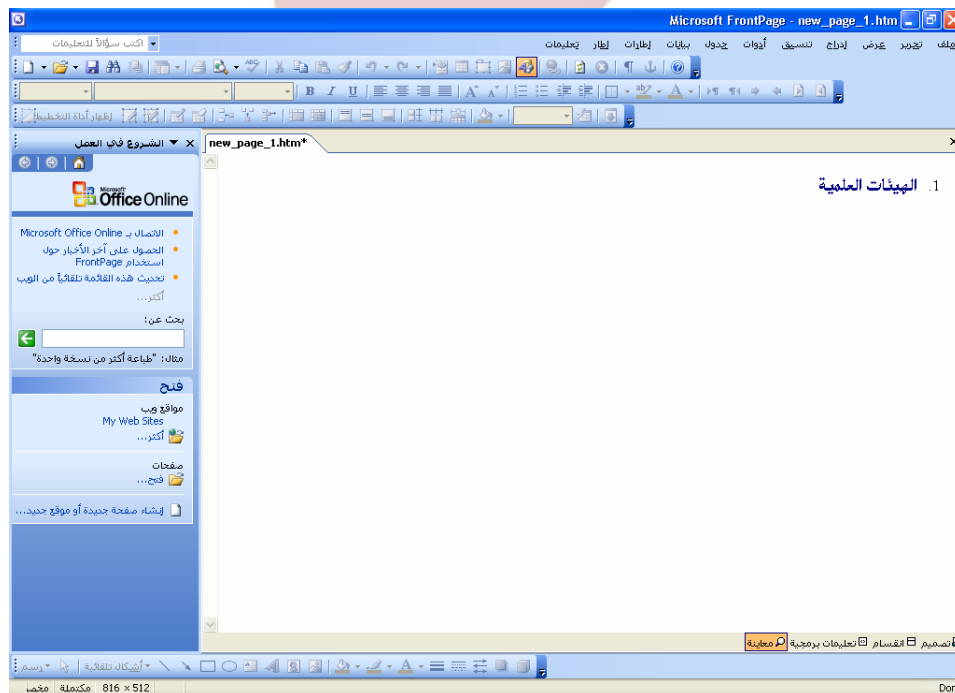 Microsoft FrontPage - new_page_1.htm
ملف تحرير عرض إدراج تنسيق أدوات جدول بيانات إطارات إطار تعليمات
اكتب سؤالاً للتعليمات
إظهار أداة التخطيط
new_page_1.htm*
الشروع في العمل
Microsoft
Office Online
الاتصال بـ Microsoft Office Online
الحصول على آخر الأخبار حول
استخدام FrontPage
تحديث هذه القائمة تلقائياً من الويب
أكثر...
بحث عن:
مثال: "طباعة أكثر من نسخة واحدة"
فتح
مواقع ويب
My Web Sites
أكثر...
صفحات
فتح...
إنشاء صفحة جديدة أو موقع جديد...
1. الهيئات العلمية
تصميم انقسام تعليمات برمجية معاينة
رسم أشكال تلقائية
816 × 512 مكتملة